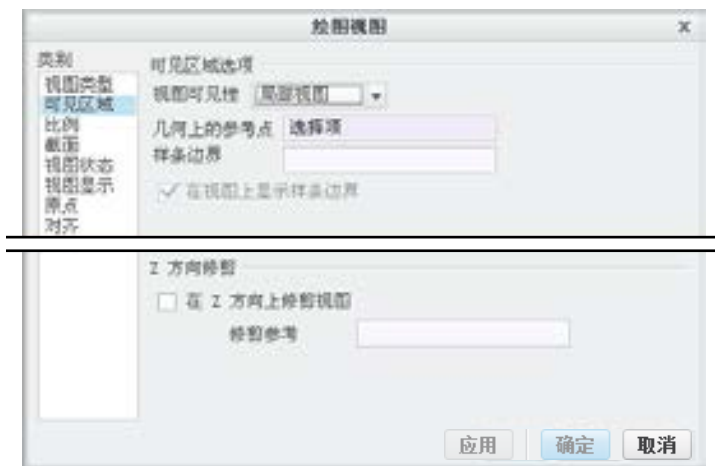 绘图视图 x
类别
视图类型
可见区域
比例
截面
视图状态
视图显示
原点
对齐
可见区域选项
视图可见性 局部视图
几何上的参考点 选择项
样条边界
在视图上显示样条边界
Z 方向修剪
在 Z 方向上修剪视图
修剪参考
应用 确定 取消